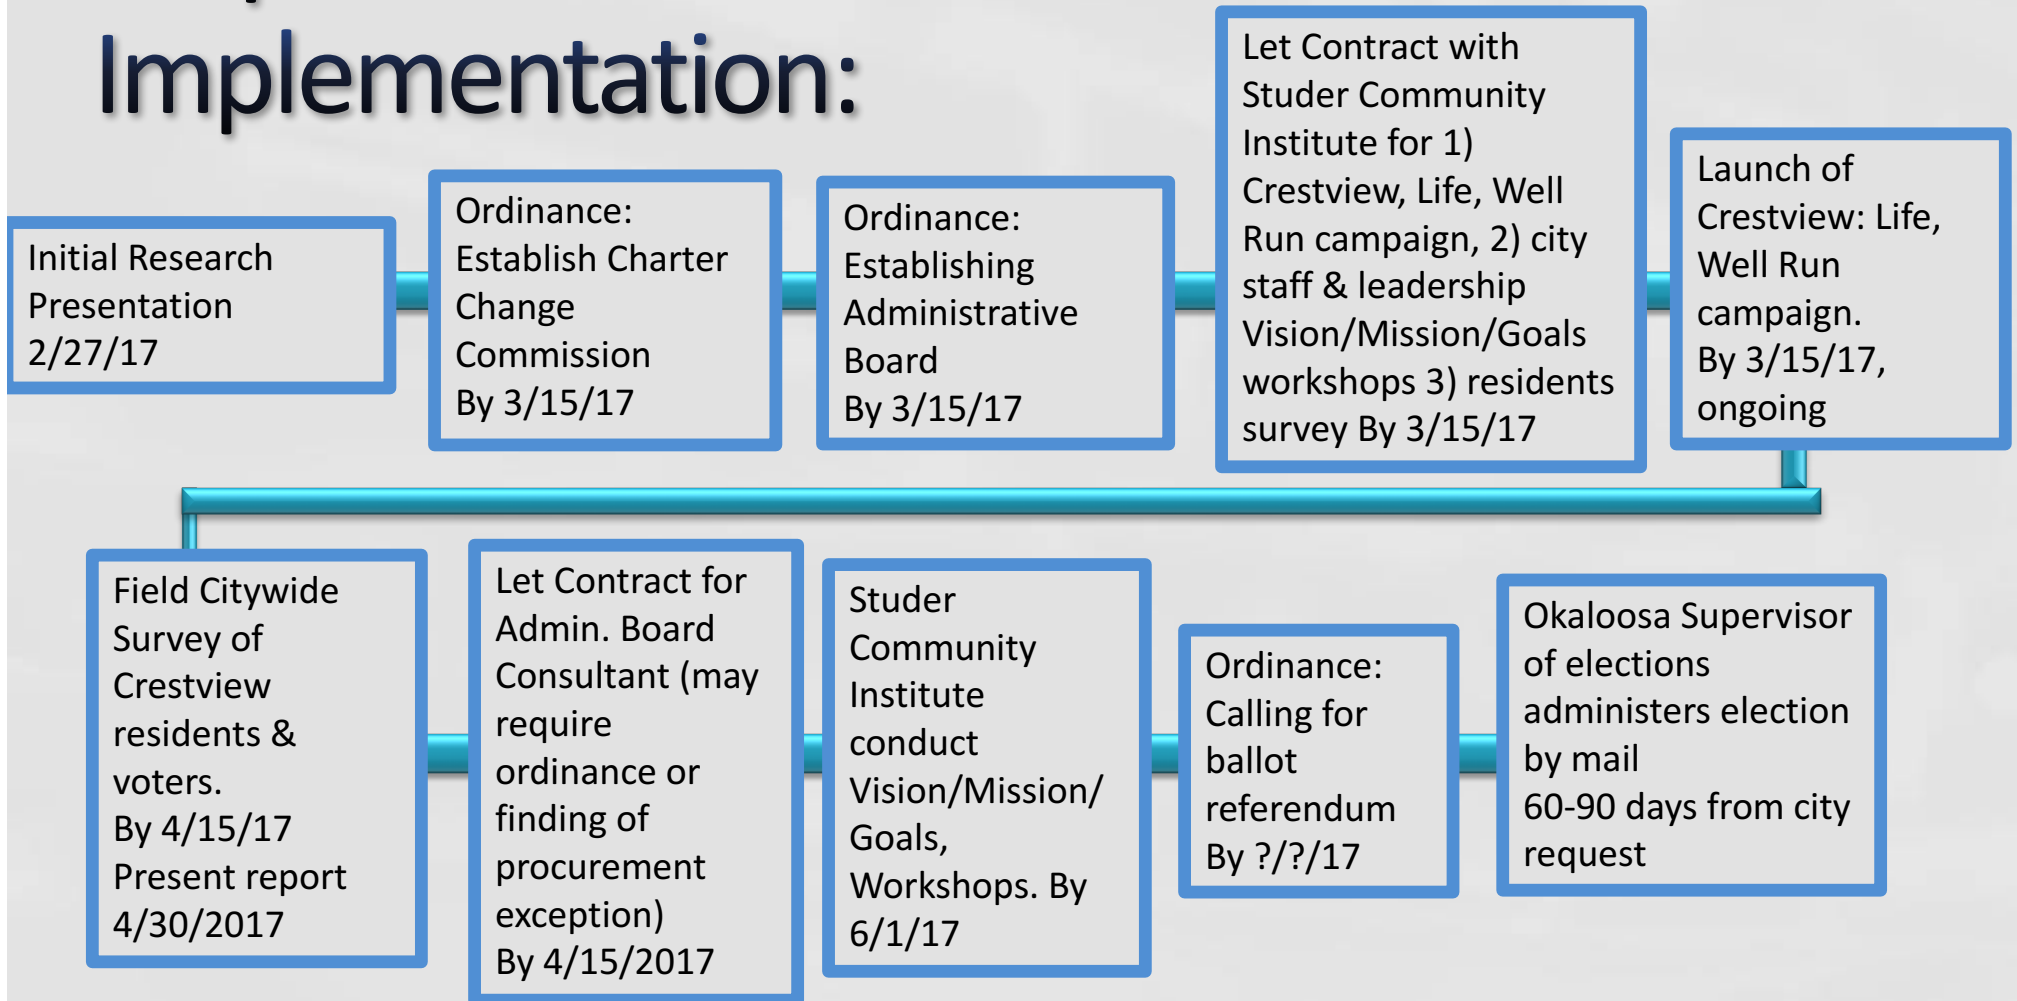 Implementation:
Initial Research
Presentation
2/27/17
Ordinance:
Establish Charter
Change
Commission
By 3/15/17
Ordinance:
Establishing
Administrative
Board
By 3/15/17
Let Contract with
Studer Community
Institute for 1)
Crestview, Life, Well
Run campaign, 2) city
staff & leadership
Vision/Mission/Goals
workshops 3) residents
survey By 3/15/17
Launch of
Crestview: Life,
Well Run
campaign.
By 3/15/17,
ongoing
Field Citywide
Survey of
Crestview
residents &
voters.
By 4/15/17
Present report
4/30/2017
Let Contract for
Admin. Board
Consultant (may
require
ordinance or
finding of
procurement
exception)
By 4/15/2017
Studer
Community
Institute
conduct
Vision/Mission/
Goals,
Workshops. By
6/1/17
Ordinance:
Calling for
ballot
referendum
By ?/?/17
Okaloosa Supervisor
of elections
administers election
by mail
60-90 days from city
request